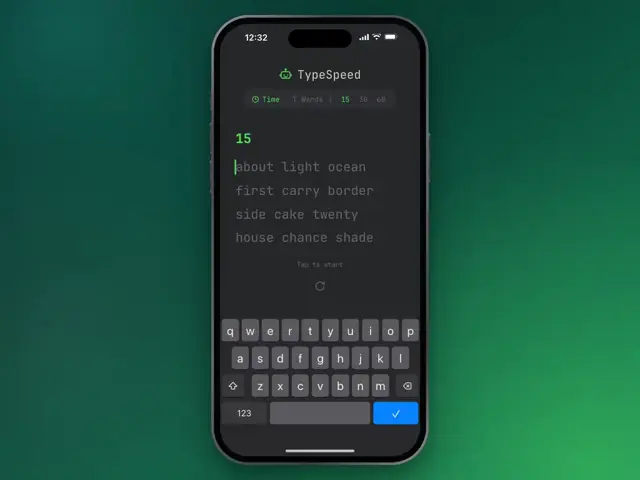 12:32
TypeSpeed
Time T Words | 15 30 60
15
about light ocean
first carry border
side cake twenty
house chance shade
Tap to start
q w e r t y u i o p
a s d f g h j k l
z x c v b n m
123